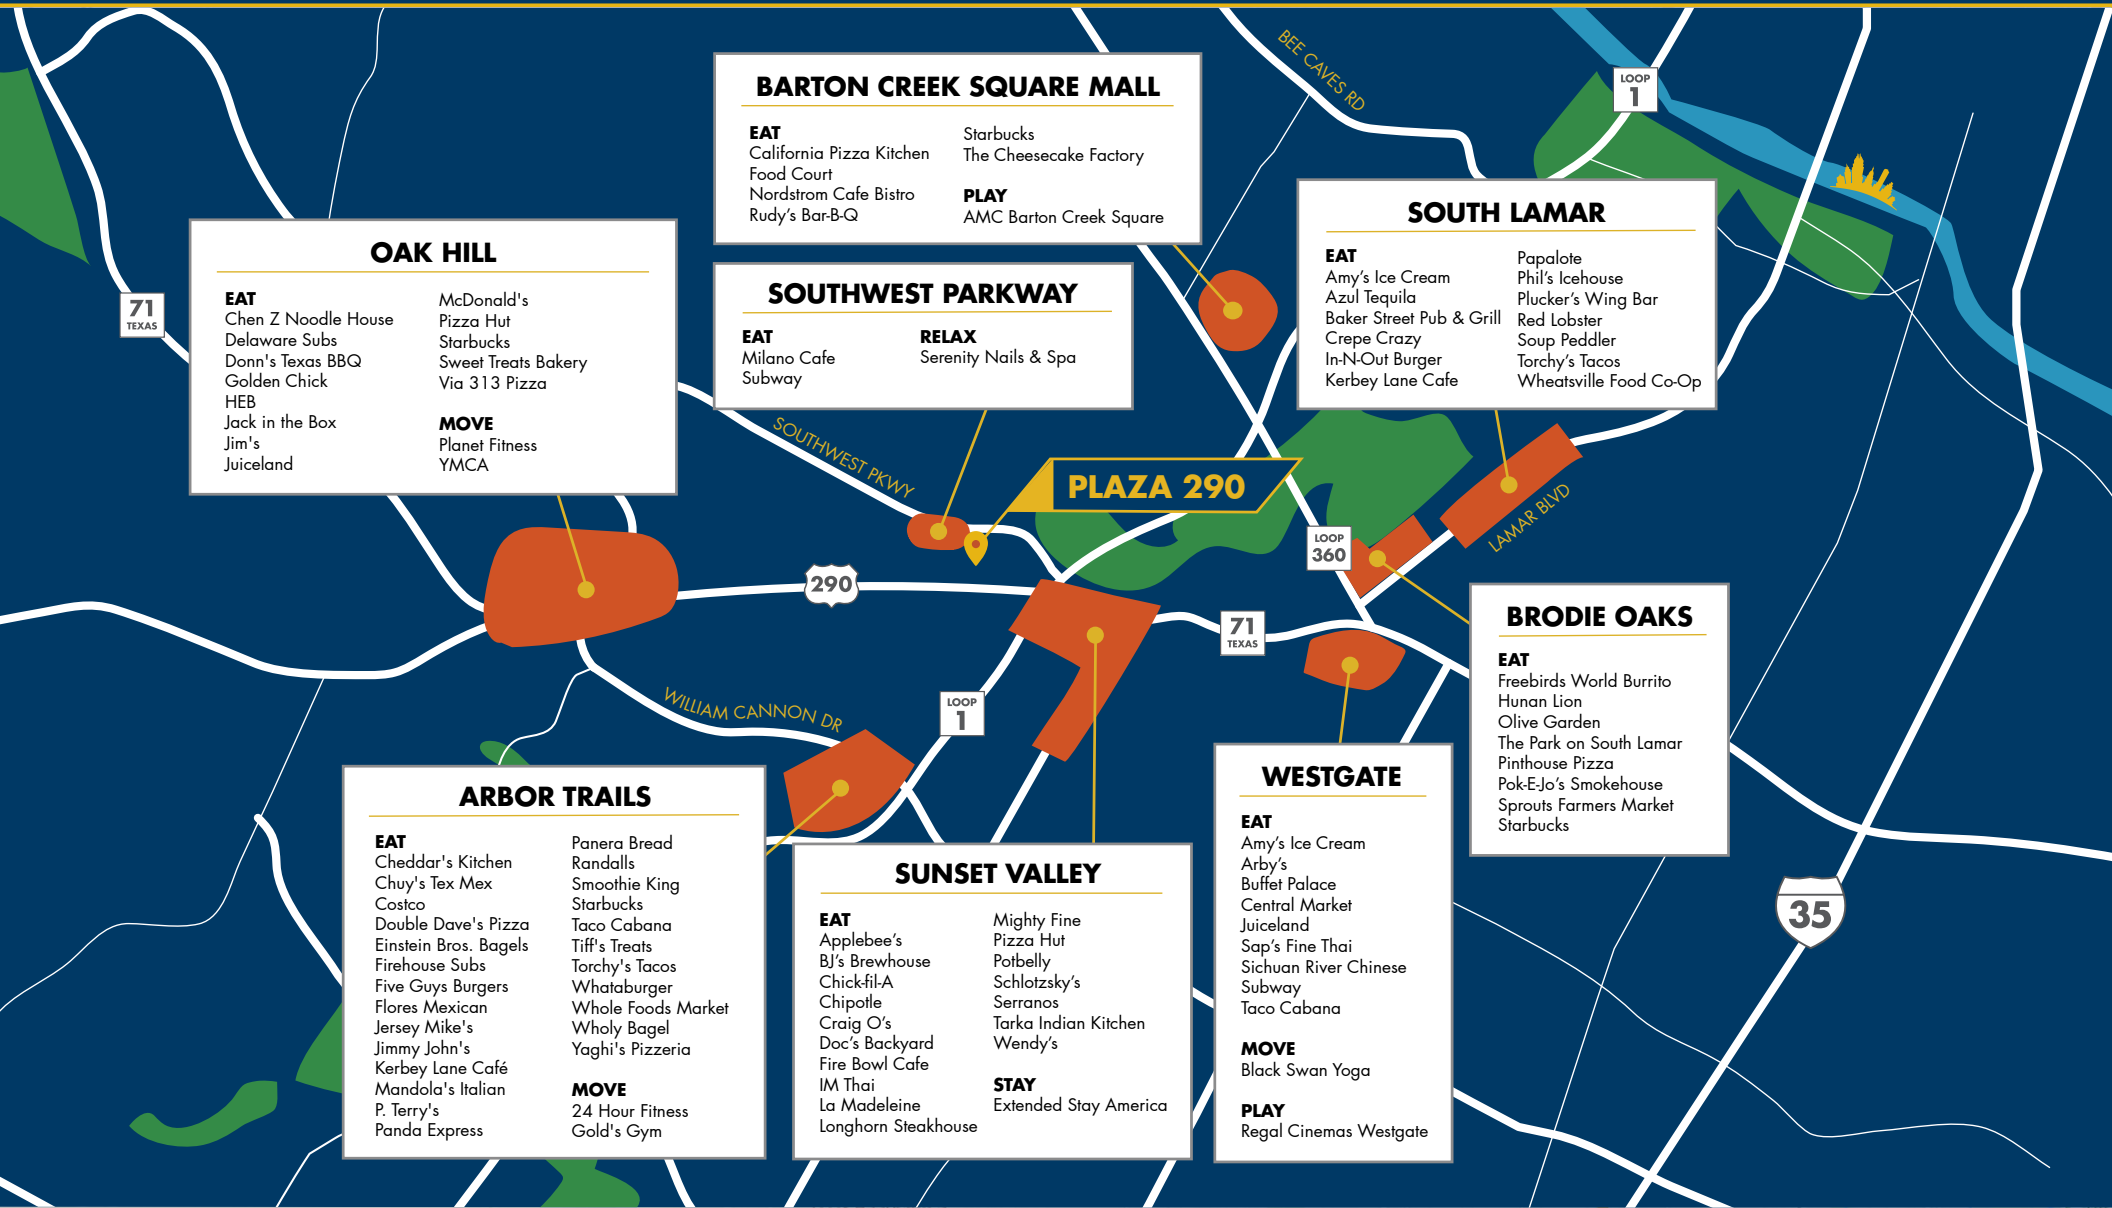 BEE CAVES RD
LOOP
1
BARTON CREEK SQUARE MALL
EAT
California Pizza Kitchen
Food Court
Nordstrom Cafe Bistro
Rudy's Bar-B-Q
Starbucks
The Cheesecake Factory
PLAY
AMC Barton Creek Square
SOUTH LAMAR
EAT
Amy's Ice Cream
Azul Tequila
Baker Street Pub & Grill
Crepe Crazy
In-N-Out Burger
Kerbey Lane Cafe
Papalote
Phil's Icehouse
Plucker's Wing Bar
Red Lobster
Soup Peddler
Torchy's Tacos
Wheatsville Food Co-Op
OAK HILL
EAT
Chen Z Noodle House
Delaware Subs
Donn's Texas BBQ
Golden Chick
HEB
Jack in the Box
Jim's
Juiceland
McDonald's
Pizza Hut
Starbucks
Sweet Treats Bakery
Via 313 Pizza
MOVE
Planet Fitness
YMCA
71
TEXAS
SOUTHWEST PARKWAY
EAT
Milano Cafe
Subway
RELAX
Serenity Nails & Spa
SOUTHWEST PKWY
PLAZA 290
LAMAR BLVD
LOOP
360
290
71
TEXAS
BRODIE OAKS
EAT
Freebirds World Burrito
Hunan Lion
Olive Garden
The Park on South Lamar
Pinthouse Pizza
Pok-E-Jo's Smokehouse
Sprouts Farmers Market
Starbucks
WILLIAM CANNON DR
LOOP
1
ARBOR TRAILS
EAT
Cheddar's Kitchen
Chuy's Tex Mex
Costco
Double Dave's Pizza
Einstein Bros. Bagels
Firehouse Subs
Five Guys Burgers
Flores Mexican
Jersey Mike's
Jimmy John's
Kerbey Lane Café
Mandola's Italian
P. Terry's
Panda Express
Panera Bread
Randalls
Smoothie King
Starbucks
Taco Cabana
Tiff's Treats
Torchy's Tacos
Whataburger
Whole Foods Market
Wholy Bagel
Yaghi's Pizzeria
MOVE
24 Hour Fitness
Gold's Gym
SUNSET VALLEY
EAT
Applebee's
BJ's Brewhouse
Chick-fil-A
Chipotle
Craig O's
Doc's Backyard
Fire Bowl Cafe
IM Thai
La Madeleine
Longhorn Steakhouse
Mighty Fine
Pizza Hut
Potbelly
Schlotzsky's
Serranos
Tarka Indian Kitchen
Wendy's
STAY
Extended Stay America
WESTGATE
EAT
Amy's Ice Cream
Arby's
Buffet Palace
Central Market
Juiceland
Sap's Fine Thai
Sichuan River Chinese
Subway
Taco Cabana
MOVE
Black Swan Yoga
PLAY
Regal Cinemas Westgate
35